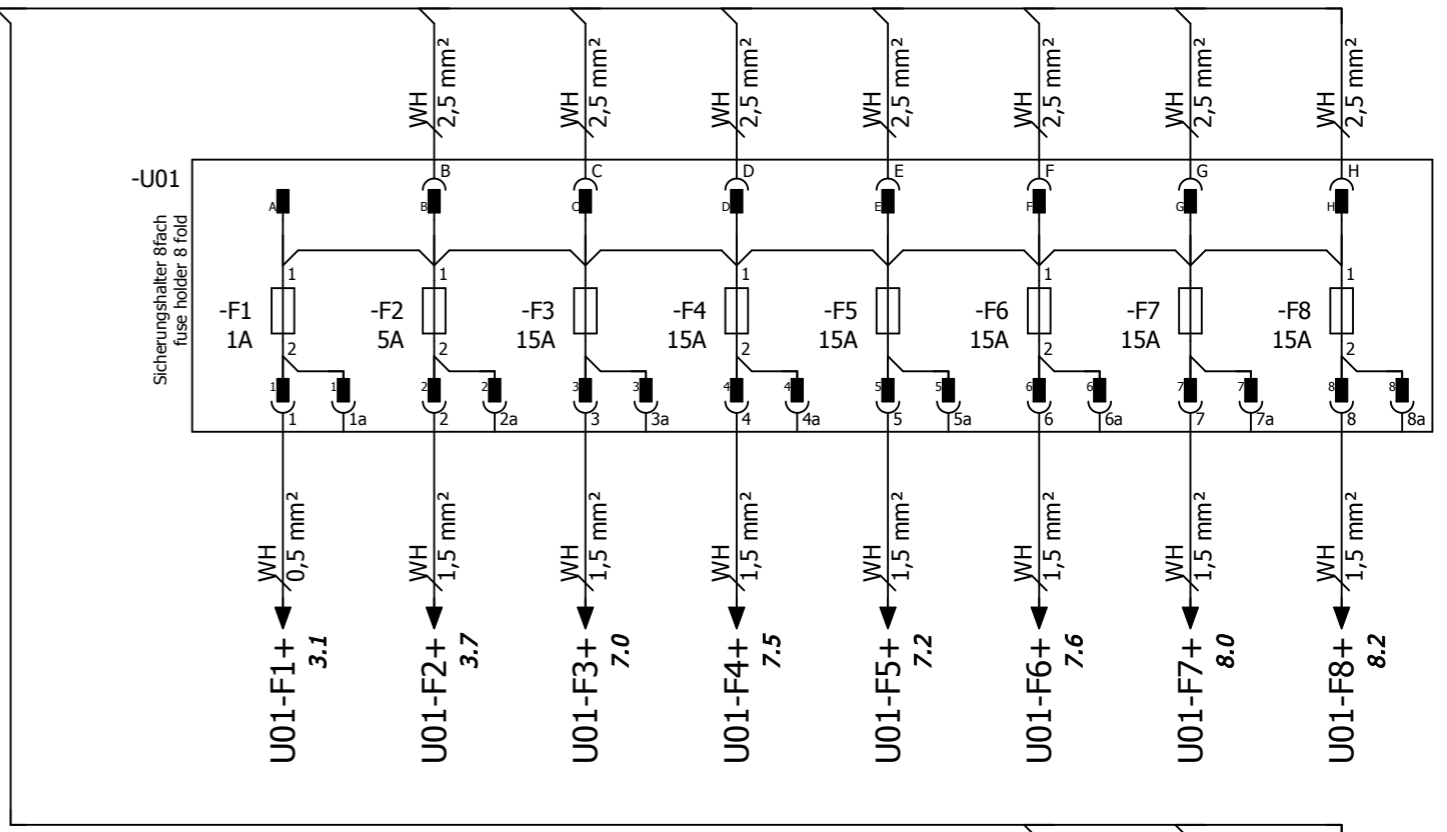 WH 2,5 mm²
WH 2,5 mm²
WH 2,5 mm²
WH 2,5 mm²
WH 2,5 mm²
WH 2,5 mm²
WH 2,5 mm²
-U01
Sicherungshalter 8fach
fuse holder 8 fold
B C D E F G H
A B C D E F G H
1 1 1 1 1
-F1 -F2 -F3 -F4 -F5 -F6 -F7 -F8
1A 5A 15A 15A 15A 15A 15A 15A
2 2 2 2 2
1 1 2 2 3 3 4 4 5 5 6 6 7 7 8 8
1 1a 2 2a 3 3a 4 4a 5 5a 6 6a 7 7a 8 8a
WH 0,5 mm²
WH 1,5 mm²
WH 1,5 mm²
WH 1,5 mm²
WH 1,5 mm²
WH 1,5 mm²
WH 1,5 mm²
WH 1,5 mm²
U01-F1+ 3.1
U01-F2+ 3.7
U01-F3+ 7.0
U01-F4+ 7.5
U01-F5+ 7.2
U01-F6+ 7.6
U01-F7+ 8.0
U01-F8+ 8.2